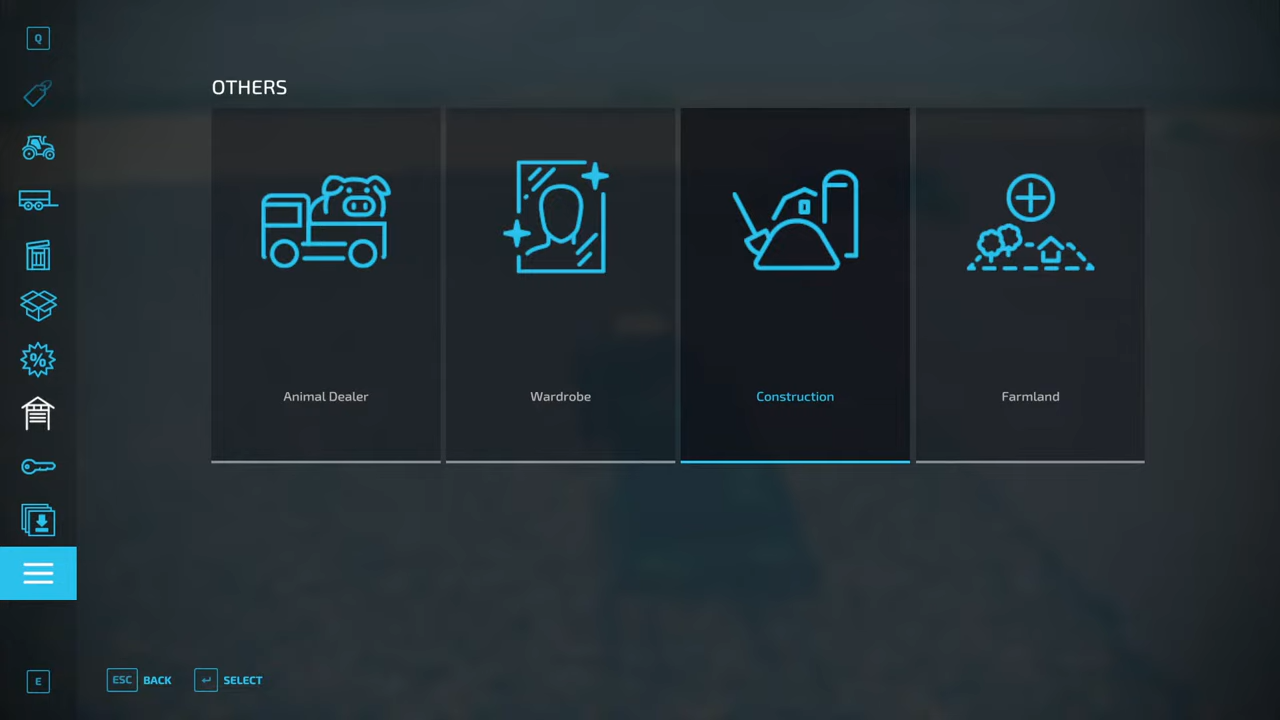 Q
OTHERS
Animal Dealer
Wardrobe
Construction
Farmland
%
E
ESC BACK
SELECT